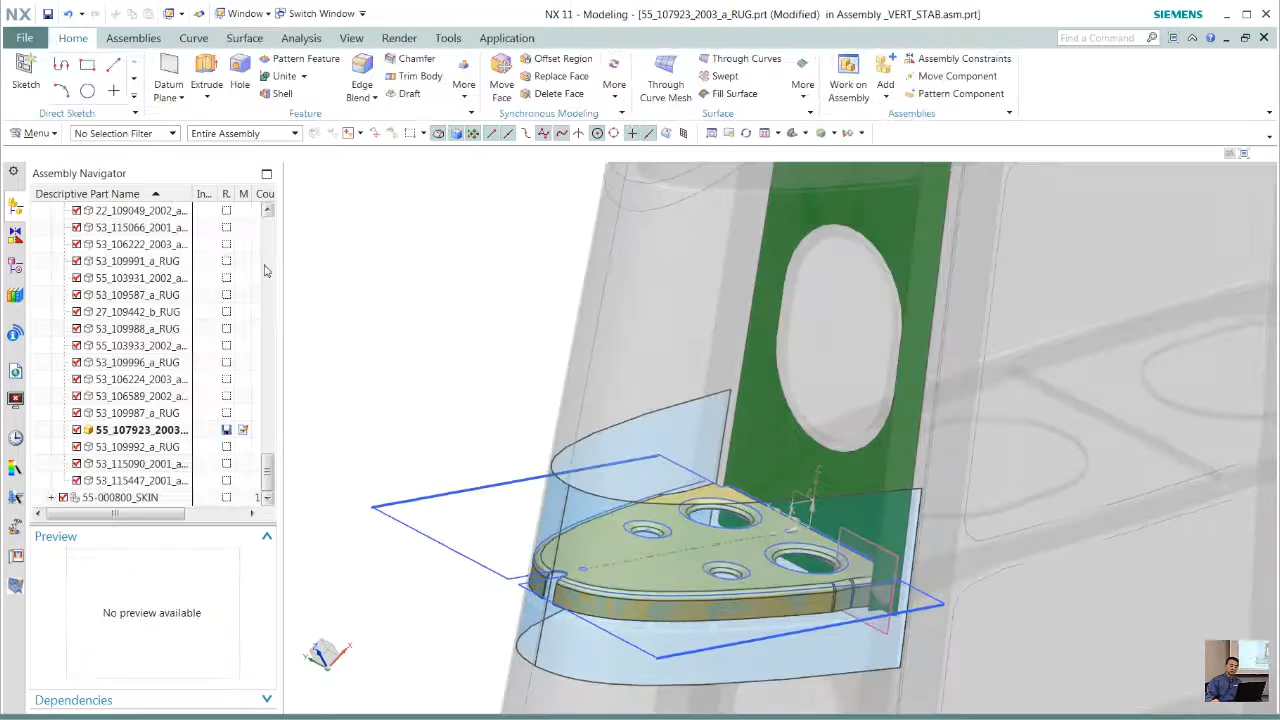 NX Window Switch Window NX 11 - Modeling - [55_107923_2003_a_RUG.prt (Modified) in Assembly _VERT_STAB.asm.prt] SIEMENS
File Home Assemblies Curve Surface Analysis View Render Tools Application Find a Command
Sketch
Direct Sketch
Datum Plane
Extrude
Hole
Pattern Feature
Unite
Shell
Edge Blend
Chamfer
Trim Body
Draft
More
Feature
Move Face
Offset Region
Replace Face
Delete Face
More
Synchronous Modeling
Through Curve Mesh
Through Curves
Swept
Fill Surface
More
Surface
Work on Assembly
Add
Assembly Constraints
Move Component
Pattern Component
Assemblies
Menu No Selection Filter Entire Assembly
Assembly Navigator
Descriptive Part Name In... R. M Cou
22_109049_2002_a...
53_115066_2001_a...
53_106222_2003_a...
53_109991_a_RUG
55_103931_2002_a...
53_109587_a_RUG
27_109442_b_RUG
53_109988_a_RUG
55_103933_2002_a...
53_109996_a_RUG
53_106224_2003_a...
53_106589_2002_a...
53_109987_a_RUG
55_107923_2003...
53_109992_a_RUG
53_115090_2001_a...
53_115447_2001_a...
55-000800_SKIN 1
Preview
No preview available
Dependencies
X
Y